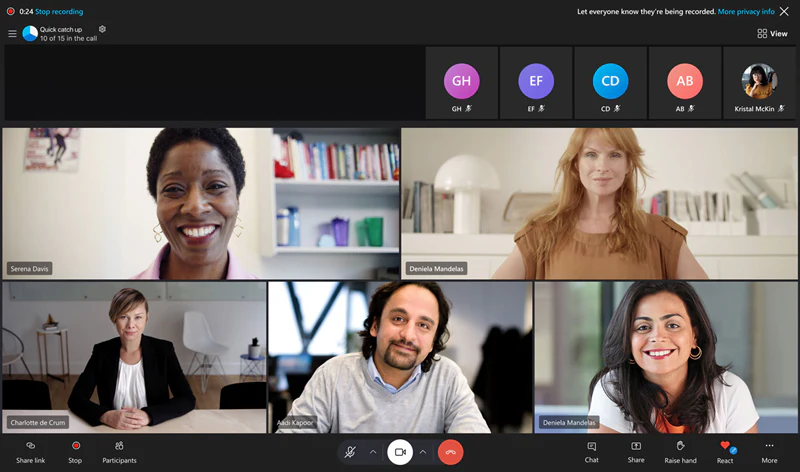 0:24 Stop recording
Let everyone know they're being recorded. More privacy info
Quick catch up
10 of 15 in the call
View
GH
EF
CD
AB
GH
EF
CD
AB
Kristal McKin
Serena Davis
Deniela Mandelas
Charlotte de Crum
Aadi Kapoor
Deniela Mandelas
Share link
Stop
Participants
Chat
Share
Raise hand
React
More